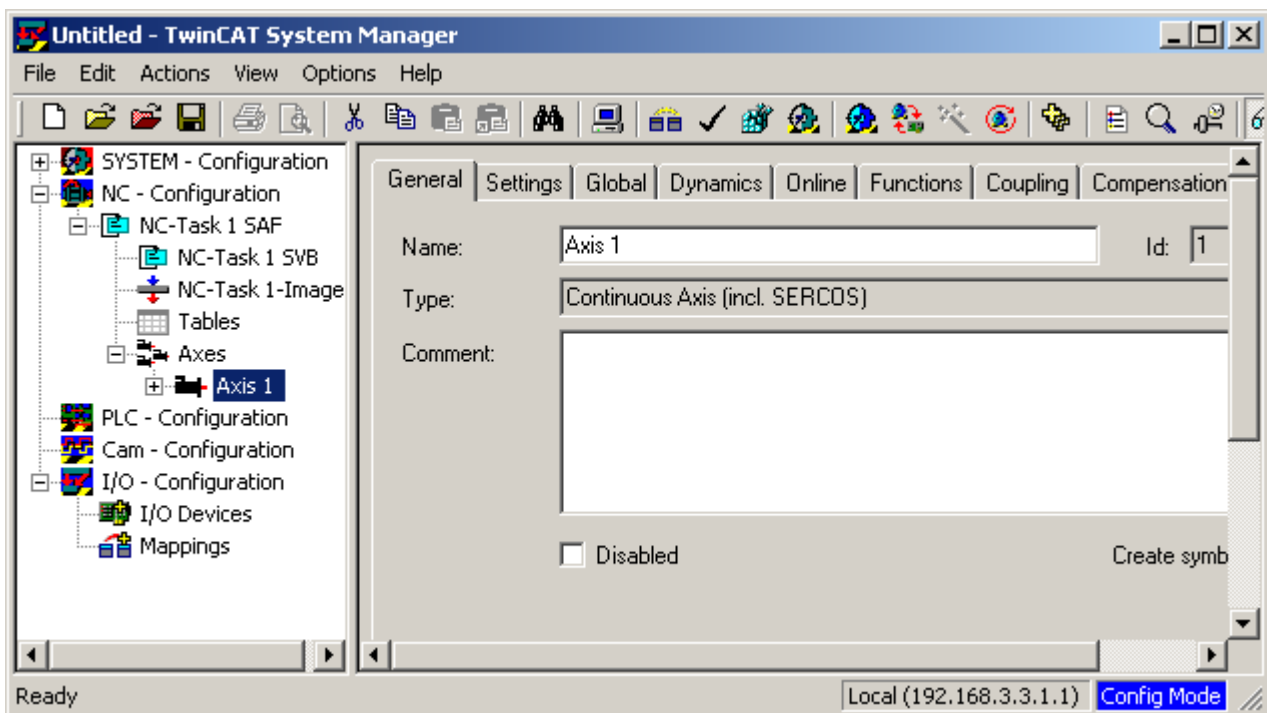 Untitled - TwinCAT System Manager
File Edit Actions View Options Help
SYSTEM - Configuration
NC - Configuration
NC-Task 1 SAF
NC-Task 1 SVB
NC-Task 1-Image
Tables
Axes
Axis 1
PLC - Configuration
Cam - Configuration
I/O - Configuration
I/O Devices
Mappings
General Settings Global Dynamics Online Functions Coupling Compensation
Name: Axis 1 Id: 1
Type: Continuous Axis (incl. SERCOS)
Comment:
Disabled Create symb
Ready Local (192.168.3.3.1.1) Config Mode